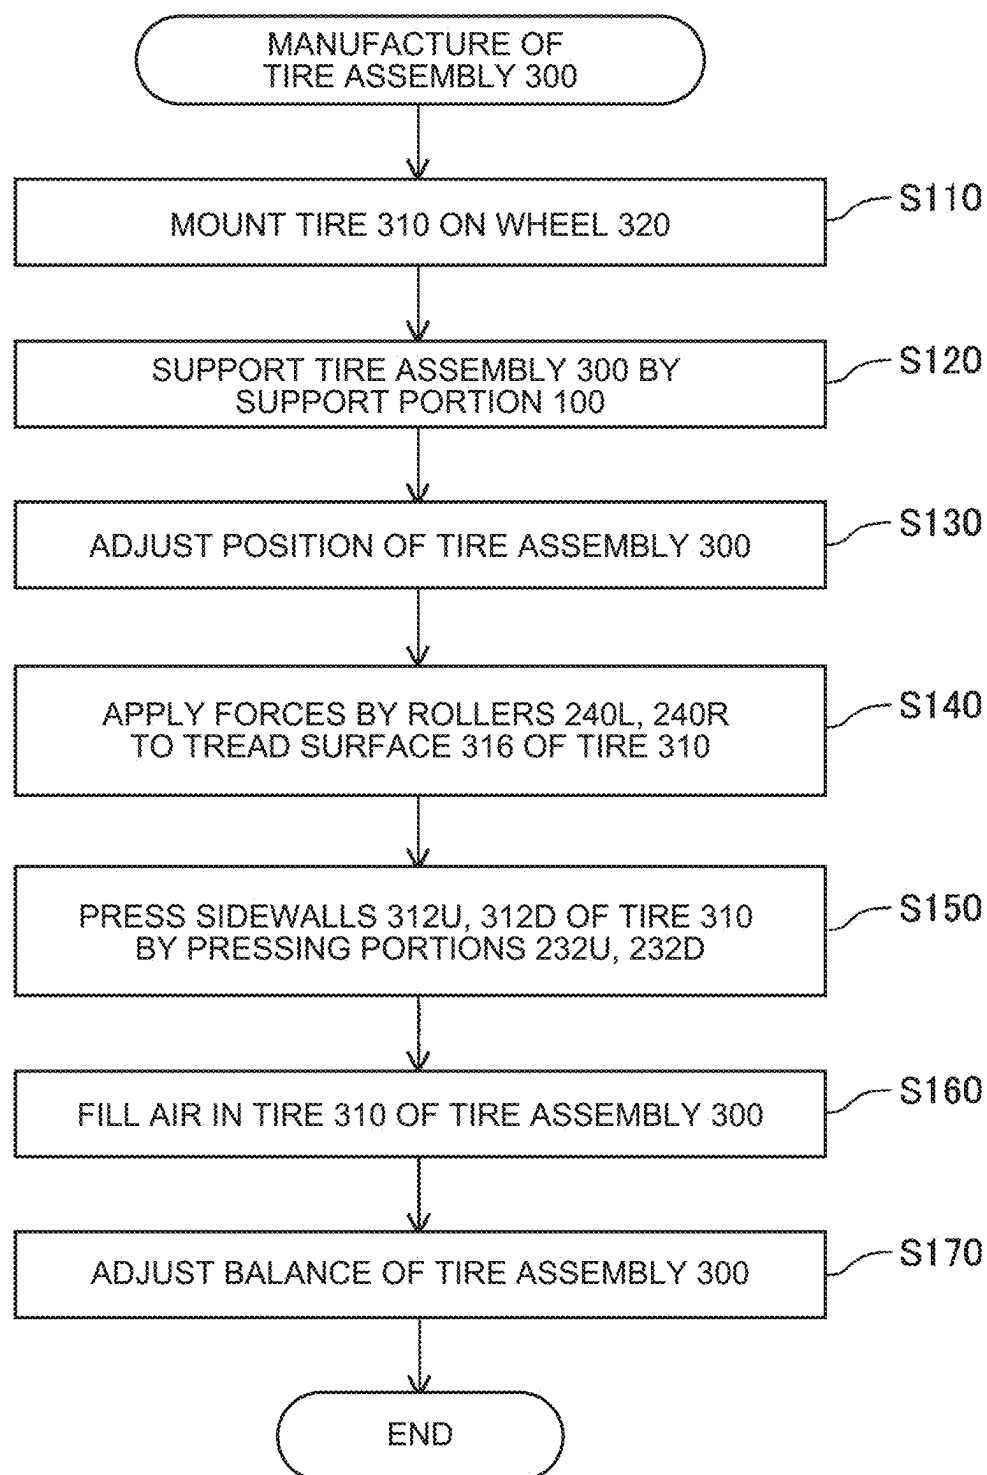 MANUFACTURE OF
TIRE ASSEMBLY 300
MOUNT TIRE 310 ON WHEEL 320
S110
SUPPORT TIRE ASSEMBLY 300 BY
SUPPORT PORTION 100
S120
ADJUST POSITION OF TIRE ASSEMBLY 300
S130
APPLY FORCES BY ROLLERS 240L, 240R
TO TREAD SURFACE 316 OF TIRE 310
S140
PRESS SIDEWALLS 312U, 312D OF TIRE 310
BY PRESSING PORTIONS 232U, 232D
S150
FILL AIR IN TIRE 310 OF TIRE ASSEMBLY 300
S160
ADJUST BALANCE OF TIRE ASSEMBLY 300
S170
END